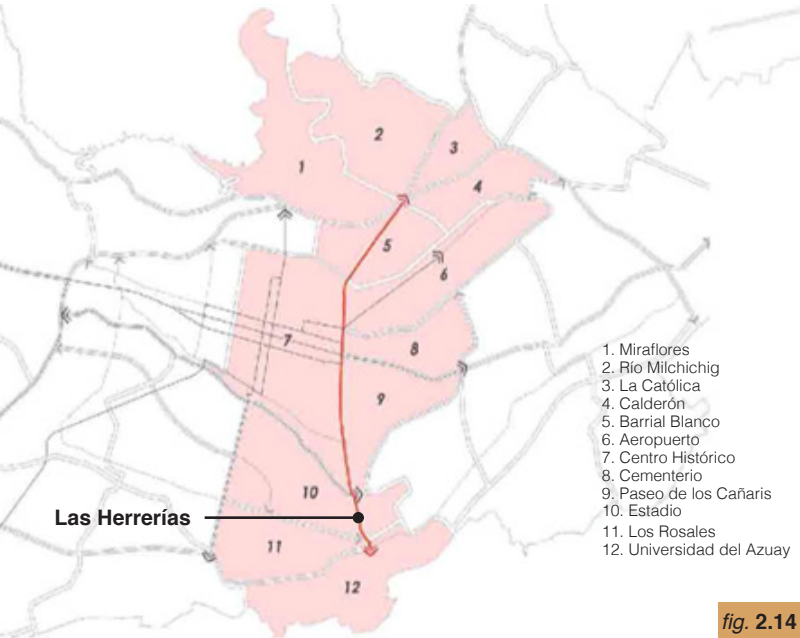 2
3
1
4
5
6
7
8
9
10
11
12
Las Herrerías
1. Miraflores
2. Río Milchichig
3. La Católica
4. Calderón
5. Barrial Blanco
6. Aeropuerto
7. Centro Histórico
8. Cementerio
9. Paseo de los Cañaris
10. Estadio
11. Los Rosales
12. Universidad del Azuay
fig. 2.14